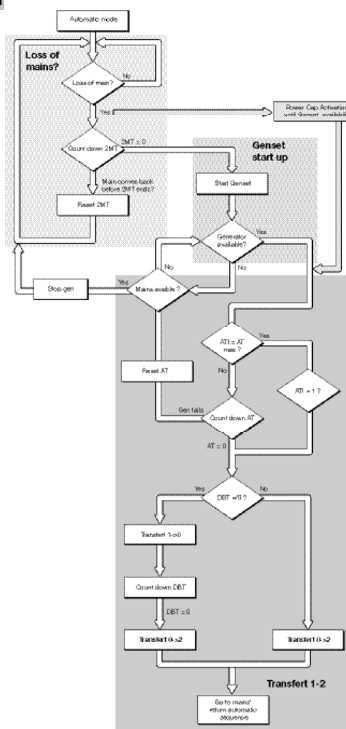 Automatic mode
Loss of
mains?
Loss of main?
No
Yes
Power Cap Activation
until Genset availability
Count down 2MT
2MT = 0
Genset
start up
Main comes back
before 2MT ends?
Start Genset
Reset 2MT
Generator
available?
Yes
No
No
Stop gen
Yes
Mains avaible ?
ATI = AT
max ?
Yes
Reset AT
No
ATI = 1 ?
Gen fails
Count down AT
AT = 0
Yes
DBT ≠0 ?
No
Transfert 1->0
Count down DBT
DBT = 0
Transfert 0->2
Transfert 0->2
Transfert 1-2
Go to mains
return automatic
sequence